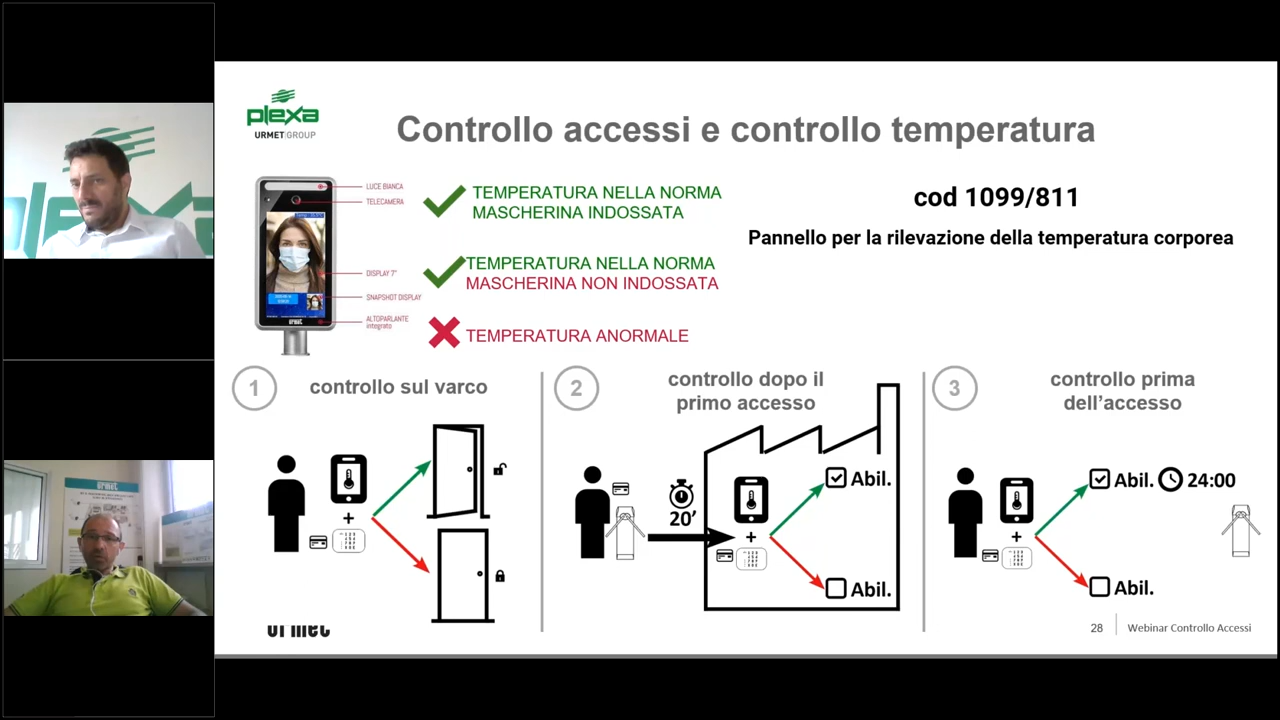 plexa
URMET GROUP
Controllo accessi e controllo temperatura
LUCE BIANCA
TELECAMERA
DISPLAY 7"
SNAPSHOT DISPLAY
ALTOPARLANTE
integrato
urmet
TEMPERATURA NELLA NORMA
MASCHERINA INDOSSATA
TEMPERATURA NELLA NORMA
MASCHERINA NON INDOSSATA
TEMPERATURA ANORMALE
cod 1099/811
Pannello per la rilevazione della temperatura corporea
1
controllo sul varco
+
2
controllo dopo il
primo accesso
20’
+
Abil.
Abil.
3
controllo prima
dell’accesso
+
Abil.
24:00
Abil.
urmet
28
Webinar Controllo Accessi
plexa
urmet